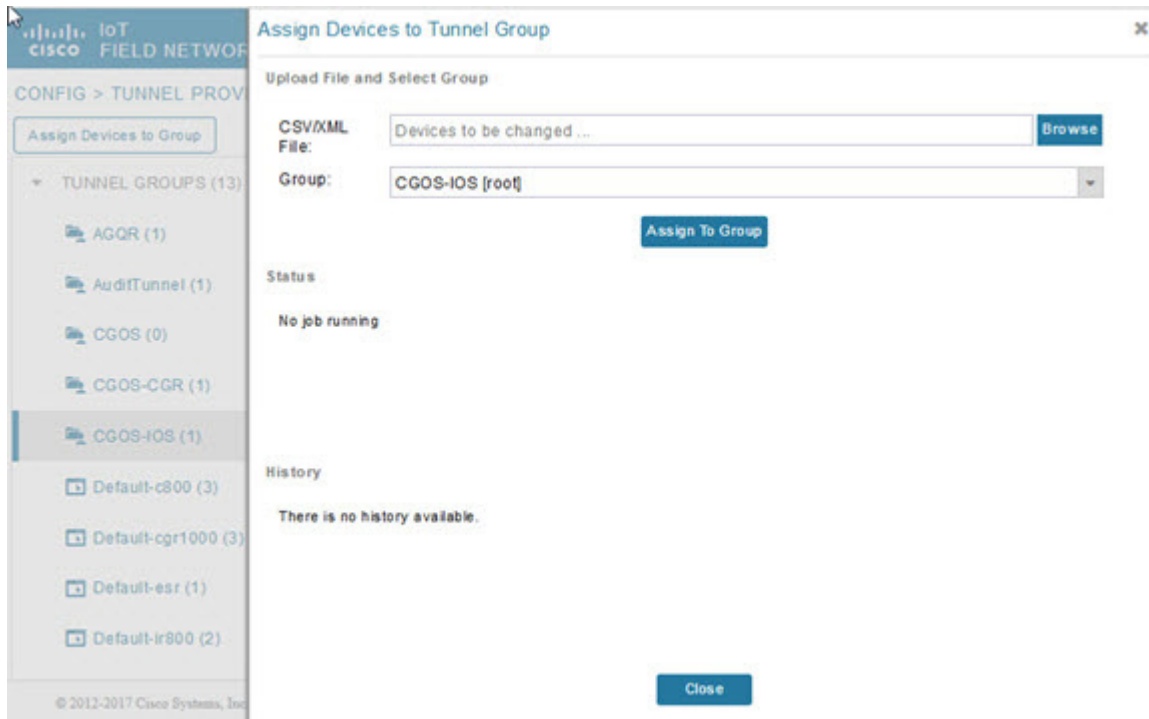 IoT
CISCO FIELD NETWOR
CONFIG > TUNNEL PROV
Assign Devices to Group
TUNNEL GROUPS (13)
AGQR (1)
AuditTunnel (1)
CGOS (0)
CGOS-CGR (1)
CGOS-IOS (1)
Default-c800 (3)
Default-cgr1000 (3)
Default-esr (1)
Default-ir800 (2)
© 2012-2017 Cisco Systems, Inc
Assign Devices to Tunnel Group
Upload File and Select Group
CSV/XML File: Devices to be changed ... Browse
Group: CGOS-IOS [root]
Assign To Group
Status
No job running
History
There is no history available.
Close